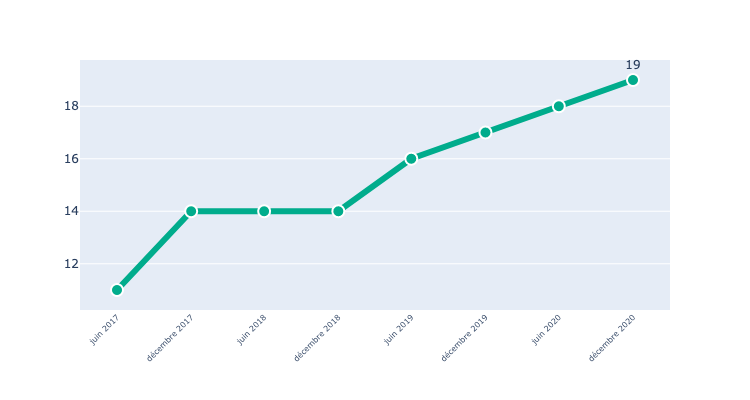 19
18
16
14
12
juin 2017
décembre 2017
juin 2018
décembre 2018
juin 2019
décembre 2019
juin 2020
décembre 2020